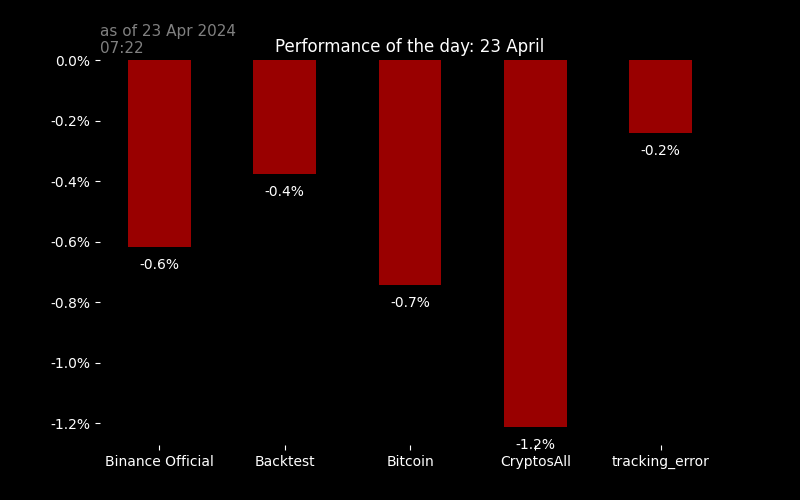 as of 23 Apr 2024
07:22
Performance of the day: 23 April
0.0%
-0.2%
-0.4%
-0.6%
-0.8%
-1.0%
-1.2%
-0.6%
-0.4%
-0.7%
-1.2%
-0.2%
Binance Official
Backtest
Bitcoin
CryptosAll
tracking_error